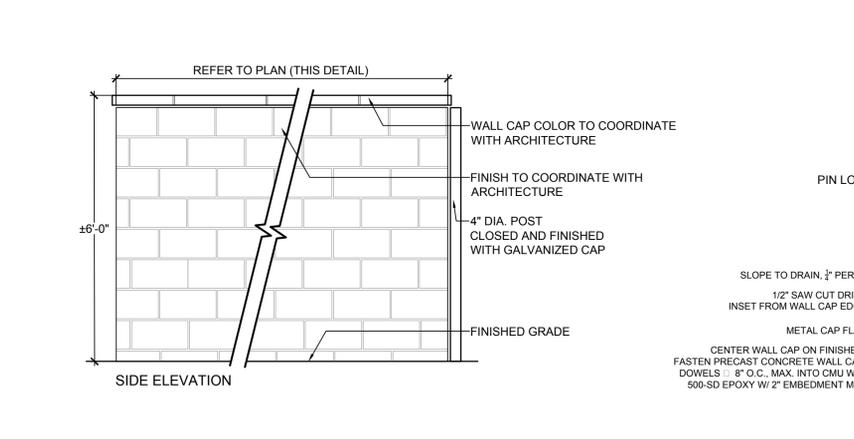 REFER TO PLAN (THIS DETAIL)
WALL CAP COLOR TO COORDINATE
WITH ARCHITECTURE
FINISH TO COORDINATE WITH
ARCHITECTURE
±6'-0"
4" DIA. POST
CLOSED AND FINISHED
WITH GALVANIZED CAP
FINISHED GRADE
SIDE ELEVATION
PIN LO
SLOPE TO DRAIN, ¼" PER
1/2" SAW CUT DRI
INSET FROM WALL CAP ED
METAL CAP FL
CENTER WALL CAP ON FINISHE
FASTEN PRECAST CONCRETE WALL CA
DOWELS □ 8" O.C., MAX. INTO CMU W
500-SD EPOXY W/ 2" EMBEDMENT M